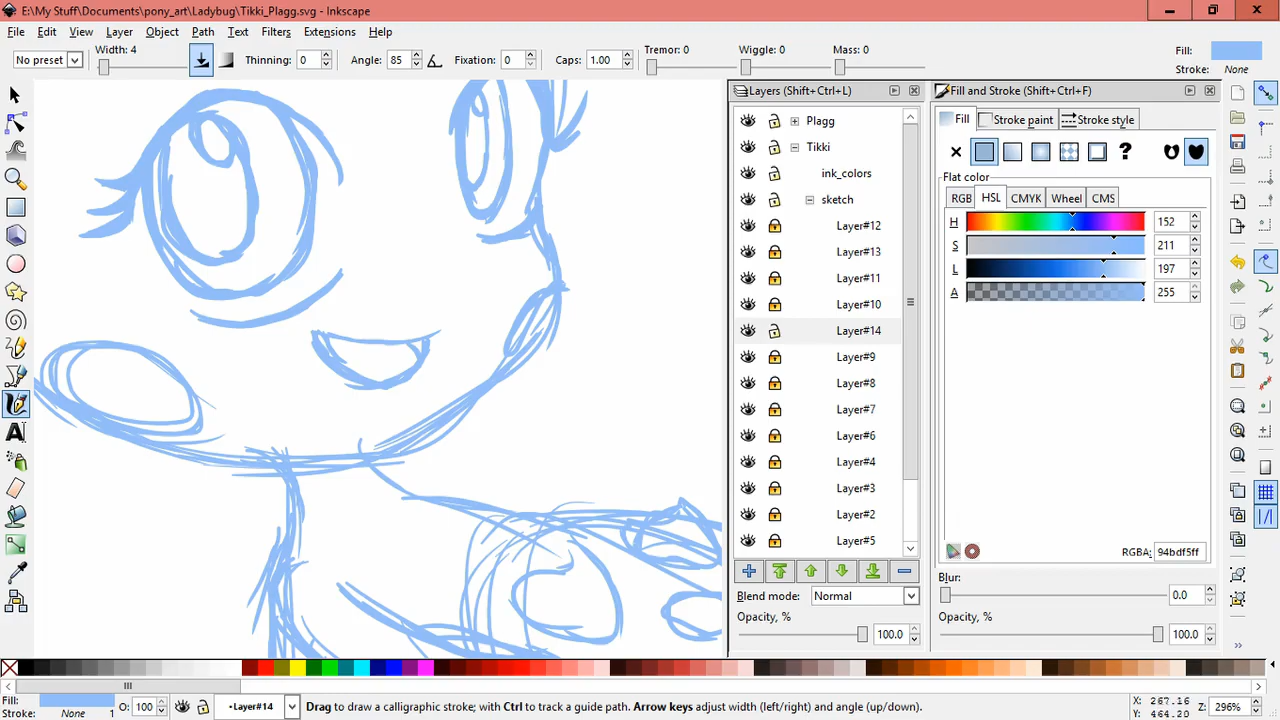 E:\My Stuff\Documents\pony_art\Ladybug\Tikki_Plagg.svg - Inkscape
File Edit View Layer Object Path Text Filters Extensions Help
No preset Width: 4 Thinning: 0 Angle: 85 Fixation: 0 Caps: 1.00 Tremor: 0 Wiggle: 0 Mass: 0 Fill:
Stroke: None
Layers (Shift+Ctrl+L) Fill and Stroke (Shift+Ctrl+F)
Plagg
Tikki
ink_colors
sketch
Layer#12
Layer#13
Layer#11
Layer#10
Layer#14
Layer#9
Layer#8
Layer#7
Layer#6
Layer#4
Layer#3
Layer#2
Layer#5
Blend mode: Normal
Opacity, % 100.0
Fill Stroke paint Stroke style
?
Flat color
RGB HSL CMYK Wheel CMS
H 152
S 211
L 197
A 255
RGBA: 94bdf5ff
Blur:
0.0
Opacity, %
100.0
Fill:
Stroke: None 1 O: 100 •Layer#14 Drag to draw a calligraphic stroke; with Ctrl to track a guide path. Arrow keys adjust width (left/right) and angle (up/down). X: 267.16
Y: 464.20 Z: 296%